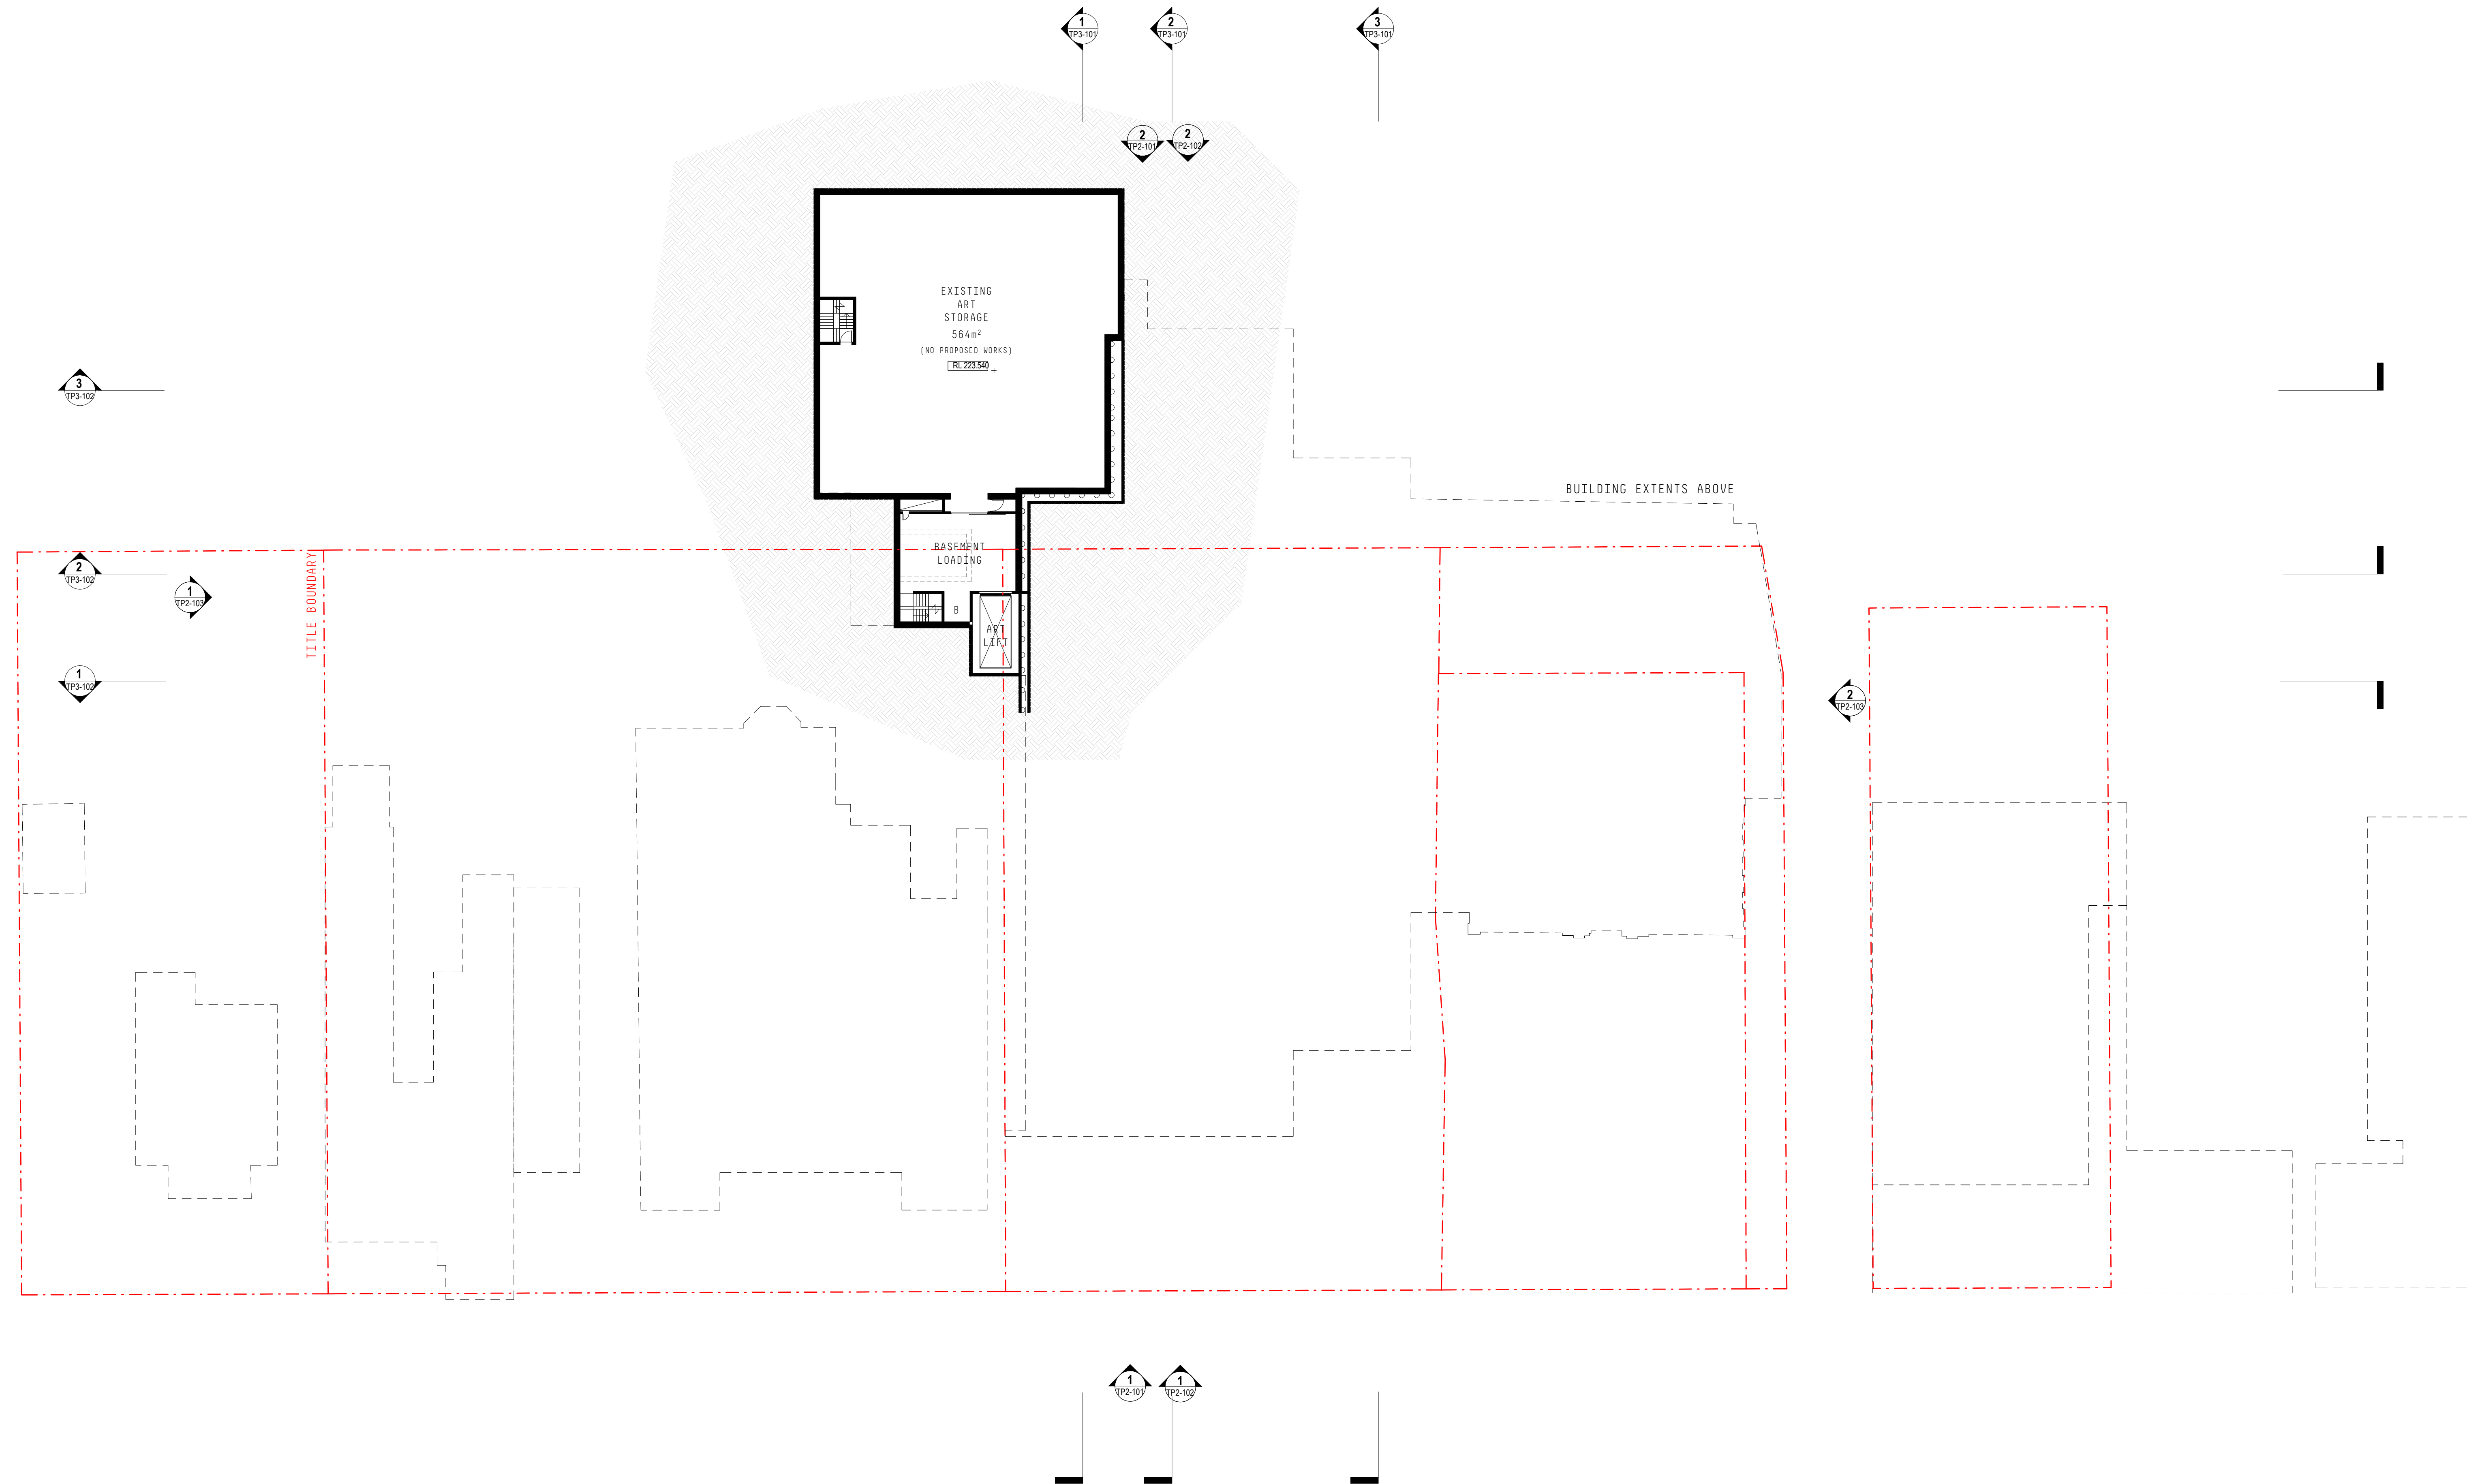 1
TP3-101
2
TP3-101
3
TP3-101
2
TP2-101
2
TP2-102
EXISTING
ART
STORAGE
564m²
(NO PROPOSED WORKS)
RL 223.540
3
TP3-102
BUILDING EXTENTS ABOVE
BASEMENT
LOADING
TITLE BOUNDARY
2
TP3-102
1
TP2-103
B
ART
LIFT
1
TP3-102
2
TP2-103
1
TP2-101
1
TP2-102